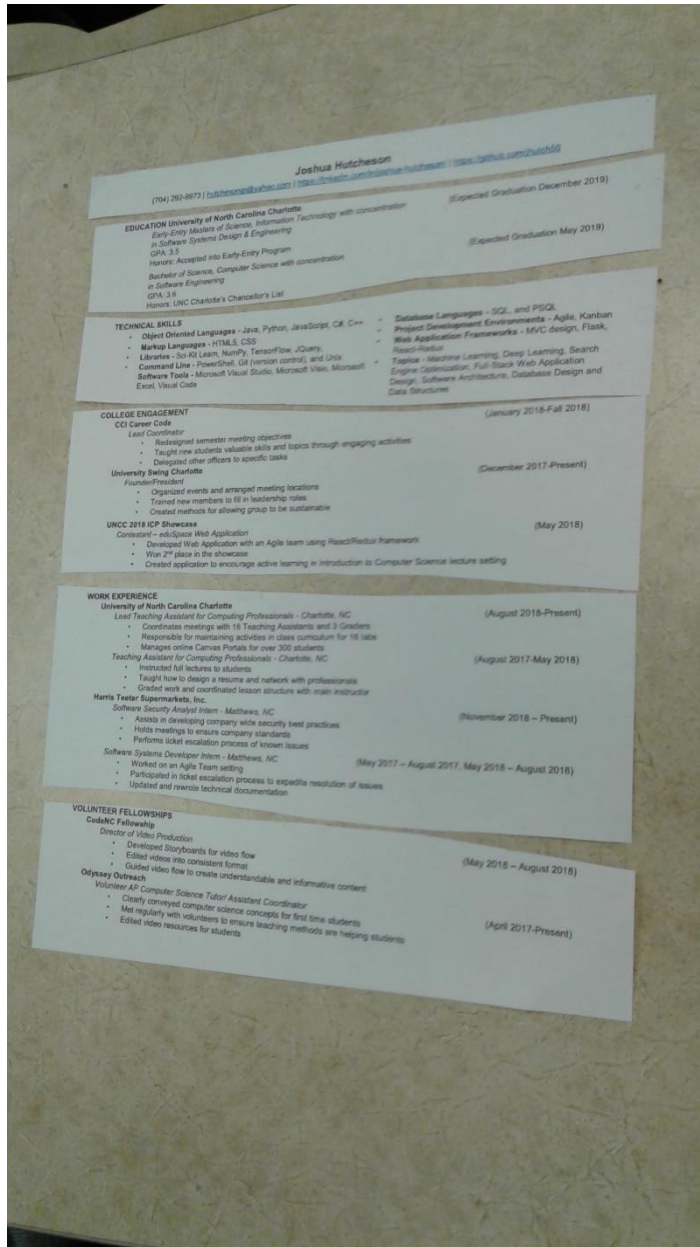 Joshua Hutcheson
(704) 292-8973 | hutchesonjp@yahoo.com | https://linkedin.com/in/joshua-hutcheson/ | https://github.com/jhutch99
EDUCATION University of North Carolina Charlotte (Expected Graduation December 2019)
Early-Entry Masters of Science, Information Technology with concentration
in Software Systems Design & Engineering
GPA: 3.5
Honors: Accepted into Early-Entry Program (Expected Graduation May 2019)
Bachelor of Science, Computer Science with concentration
in Software Engineering
GPA: 3.6
Honors: UNC Charlotte's Chancellor's List
TECHNICAL SKILLS
• Object Oriented Languages - Java, Python, JavaScript, C#, C++
• Markup Languages - HTML5, CSS
• Libraries - Sci-Kit Learn, NumPy, TensorFlow, JQuery,
• Command Line - PowerShell, Git (version control), and Unix
Software Tools - Microsoft Visual Studio, Microsoft Visio, Microsoft
Excel, Visual Code
• Database Languages - SQL, and PSQL
• Project Development Environments - Agile, Kanban
• Web Application Frameworks - MVC design, Flask,
React-Redux
• Topics - Machine Learning, Deep Learning, Search
Engine Optimization, Full-Stack Web Application
Design, Software Architecture, Database Design and
Data Structures
COLLEGE ENGAGEMENT
CCI Career Code (January 2018-Fall 2018)
Lead Coordinator
• Redesigned semester meeting objectives
• Taught new students valuable skills and topics through engaging activities
• Delegated other officers to specific tasks
University Swing Charlotte (December 2017-Present)
Founder/President
• Organized events and arranged meeting locations
• Trained new members to fill in leadership roles
• Created methods for allowing group to be sustainable
UNCC 2018 ICP Showcase (May 2018)
Contestant – eduSpace Web Application
• Developed Web Application with an Agile team using React/Redux framework
• Won 2nd place in the showcase
• Created application to encourage active learning in Introduction to Computer Science lecture setting
WORK EXPERIENCE
University of North Carolina Charlotte
Lead Teaching Assistant for Computing Professionals - Charlotte, NC (August 2018-Present)
• Coordinates meetings with 16 Teaching Assistants and 3 Graders
• Responsible for maintaining activities in class curriculum for 16 labs
• Manages online Canvas Portals for over 300 students
Teaching Assistant for Computing Professionals - Charlotte, NC (August 2017-May 2018)
• Instructed full lectures to students
• Taught how to design a resume and network with professionals
• Graded work and coordinated lesson structure with main instructor
Harris Teeter Supermarkets, Inc.
Software Security Analyst Intern - Matthews, NC (November 2018 – Present)
• Assists in developing company wide security best practices
• Holds meetings to ensure company standards
• Performs ticket escalation process of known issues
Software Systems Developer Intern - Matthews, NC (May 2017 – August 2017, May 2018 – August 2018)
• Worked on an Agile Team setting
• Participated in ticket escalation process to expedite resolution of issues
• Updated and rewrote technical documentation
VOLUNTEER FELLOWSHIPS
CodeNC Fellowship
Director of Video Production (May 2018 – August 2018)
• Developed Storyboards for video flow
• Edited videos into consistent format
• Guided video flow to create understandable and informative content
Odyssey Outreach
Volunteer AP Computer Science Tutor/ Assistant Coordinator (April 2017-Present)
• Clearly conveyed computer science concepts for first time students
• Met regularly with volunteers to ensure teaching methods are helping students
• Edited video resources for students